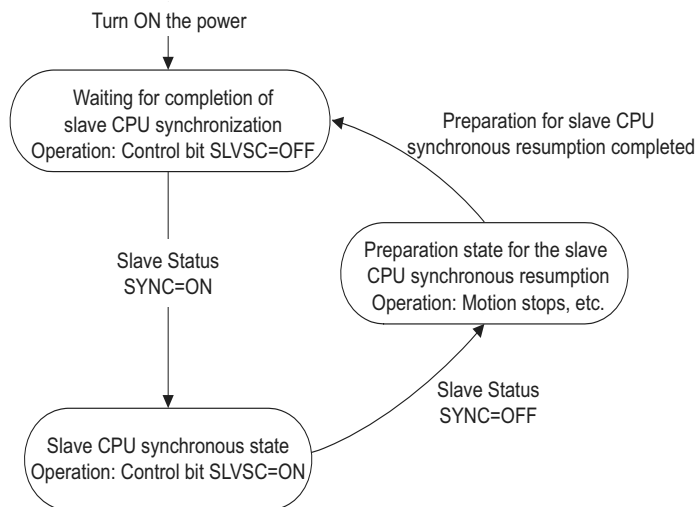 Turn ON the power
Waiting for completion of
slave CPU synchronization
Operation: Control bit SLVSC=OFF
Preparation for slave CPU
synchronous resumption completed
Slave Status
SYNC=ON
Preparation state for the slave
CPU synchronous resumption
Operation: Motion stops, etc.
Slave Status
SYNC=OFF
Slave CPU synchronous state
Operation: Control bit SLVSC=ON